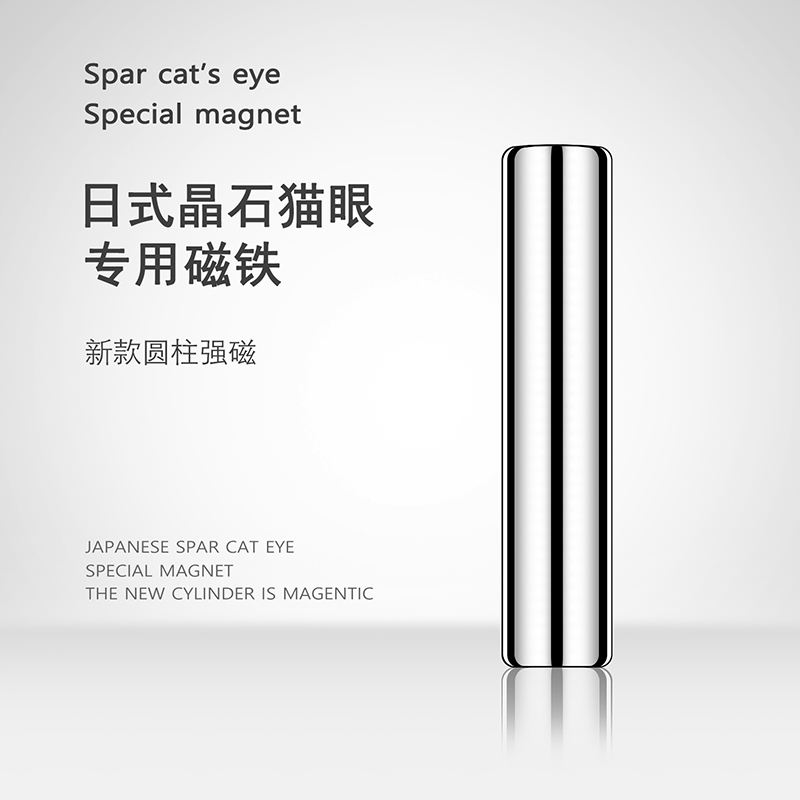 Spar cat's eye
Special magnet
日式晶石猫眼
专用磁铁
新款圆柱强磁
JAPANESE SPAR CAT EYE
SPECIAL MAGNET
THE NEW CYLINDER IS MAGENTIC